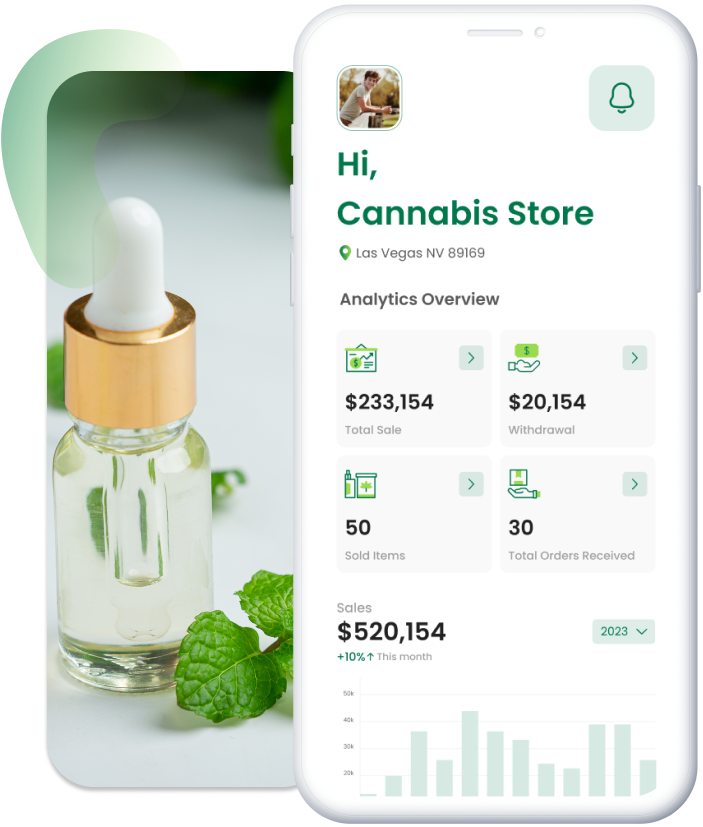 Hi,
Cannabis Store
Las Vegas NV 89169
Analytics Overview
$233,154
Total Sale
$
$20,154
Withdrawal
50
Sold Items
30
Total Orders Received
Sales
$520,154
2023
+10%↑ This month
50k
40k
30k
20k